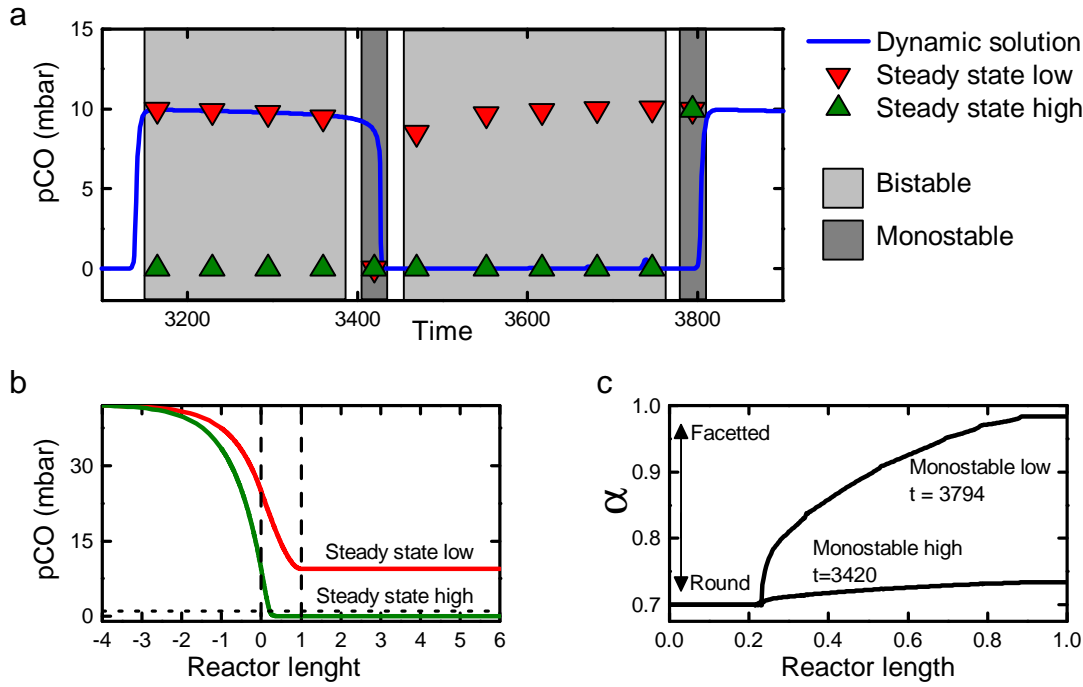 a
15
10
5
0
pCO (mbar)
3200
3400
3600
3800
Time
Dynamic solution
Steady state low
Steady state high
Bistable
Monostable
b
30
15
0
pCO (mbar)
Steady state low
Steady state high
-4 -3 -2 -1 0 1 2 3 4 5 6
Reactor lenght
c
1.0
0.9
0.8
0.7
α
Facetted
Monostable low
t = 3794
Monostable high
t=3420
Round
0.0 0.2 0.4 0.6 0.8 1.0
Reactor length